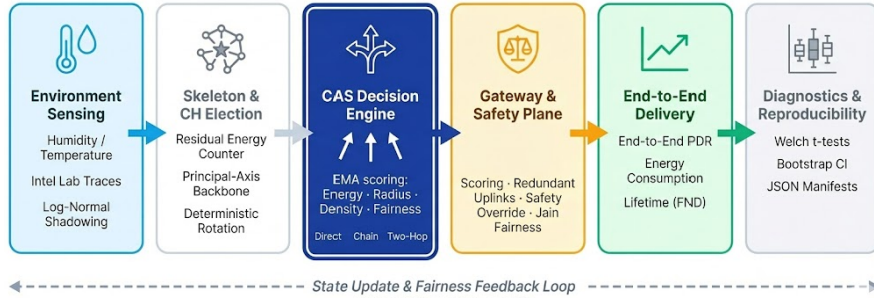 Environment
Sensing
Humidity /
Temperature
Intel Lab Traces
Log-Normal
Shadowing
Skeleton &
CH Election
Residual Energy
Counter
Principal-Axis
Backbone
Deterministic
Rotation
CAS Decision
Engine
EMA scoring:
Energy · Radius ·
Density · Fairness
Direct Chain Two-Hop
Gateway &
Safety Plane
Scoring · Redundant
Uplinks · Safety
Override · Jain
Fairness
End-to-End
Delivery
End-to-End PDR
Energy
Consumption
Lifetime (FND)
Diagnostics &
Reproducibility
Welch t-tests
Bootstrap CI
JSON Manifests
State Update & Fairness Feedback Loop